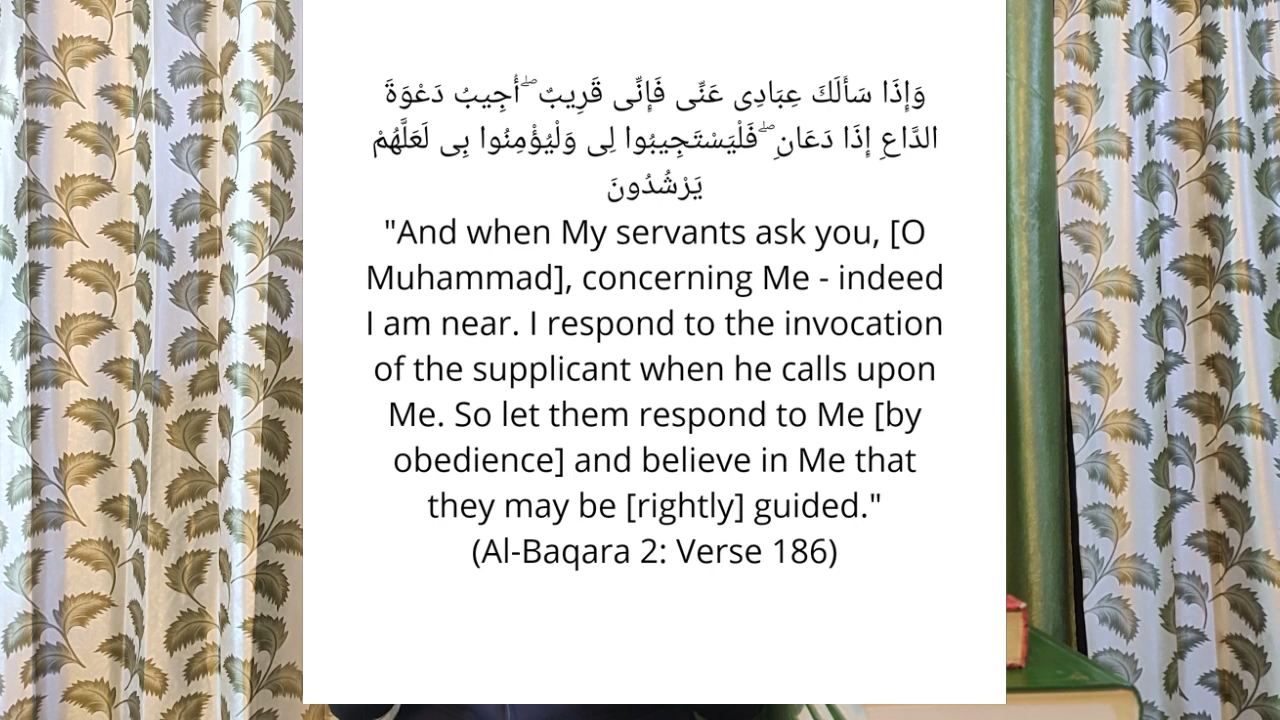 وَإِذَا سَأَلَكَ عِبَادِى عَنِّى فَإِنِّى قَرِيبٌ ۖ أُجِيبُ دَعْوَةَ
الدَّاعِ إِذَا دَعَانِ ۖ فَلْيَسْتَجِيبُوا لِى وَلْيُؤْمِنُوا بِى لَعَلَّهُمْ
يَرْشُدُونَ
"And when My servants ask you, [O
Muhammad], concerning Me - indeed
I am near. I respond to the invocation
of the supplicant when he calls upon
Me. So let them respond to Me [by
obedience] and believe in Me that
they may be [rightly] guided."
(Al-Baqara 2: Verse 186)